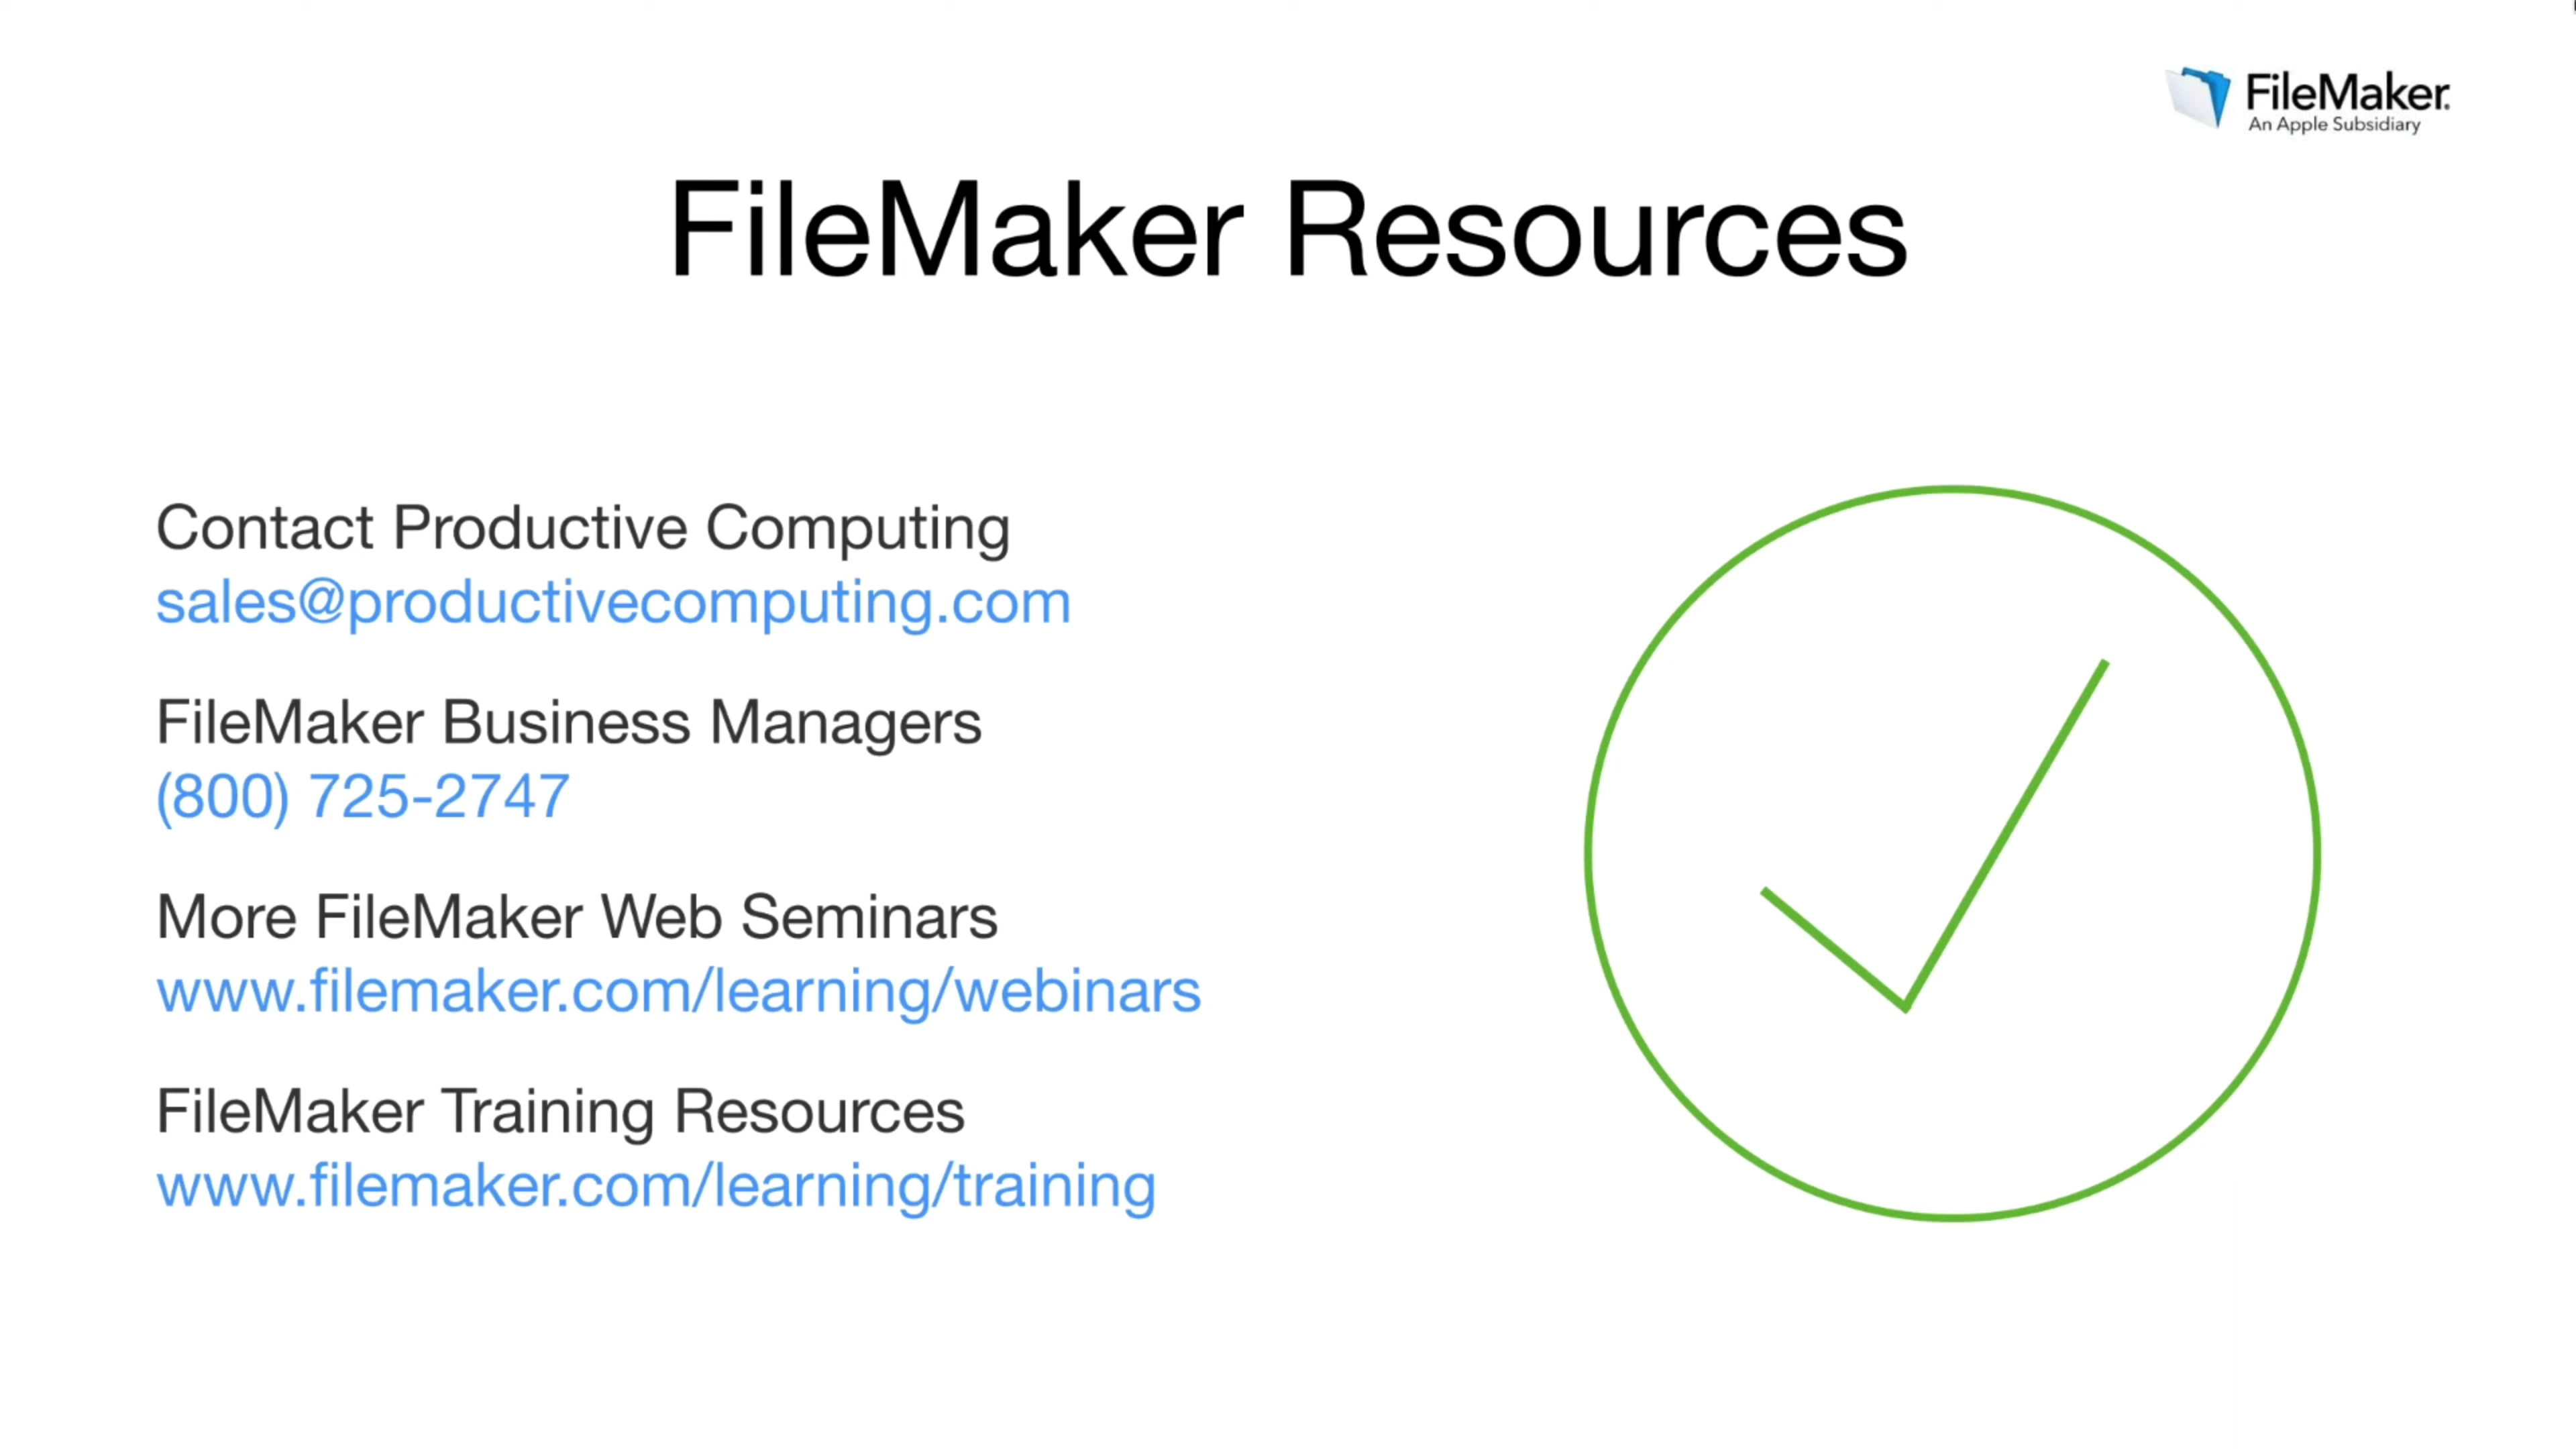 FileMaker.
An Apple Subsidiary
FileMaker Resources
Contact Productive Computing
sales@productivecomputing.com
FileMaker Business Managers
(800) 725-2747
More FileMaker Web Seminars
www.filemaker.com/learning/webinars
FileMaker Training Resources
www.filemaker.com/learning/training